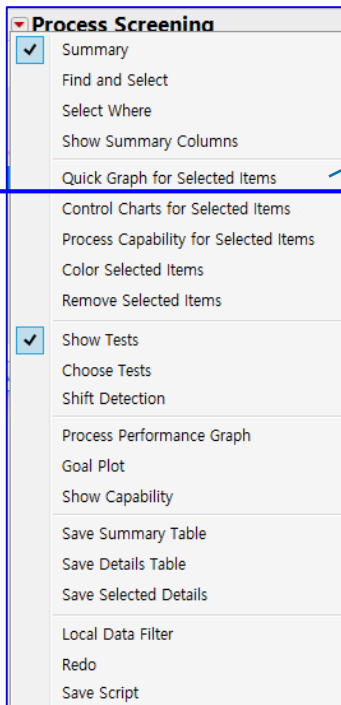 Process Screening
Summary
Find and Select
Select Where
Show Summary Columns
Quick Graph for Selected Items
Control Charts for Selected Items
Process Capability for Selected Items
Color Selected Items
Remove Selected Items
Show Tests
Choose Tests
Shift Detection
Process Performance Graph
Goal Plot
Show Capability
Save Summary Table
Save Details Table
Save Selected Details
Local Data Filter
Redo
Save Script